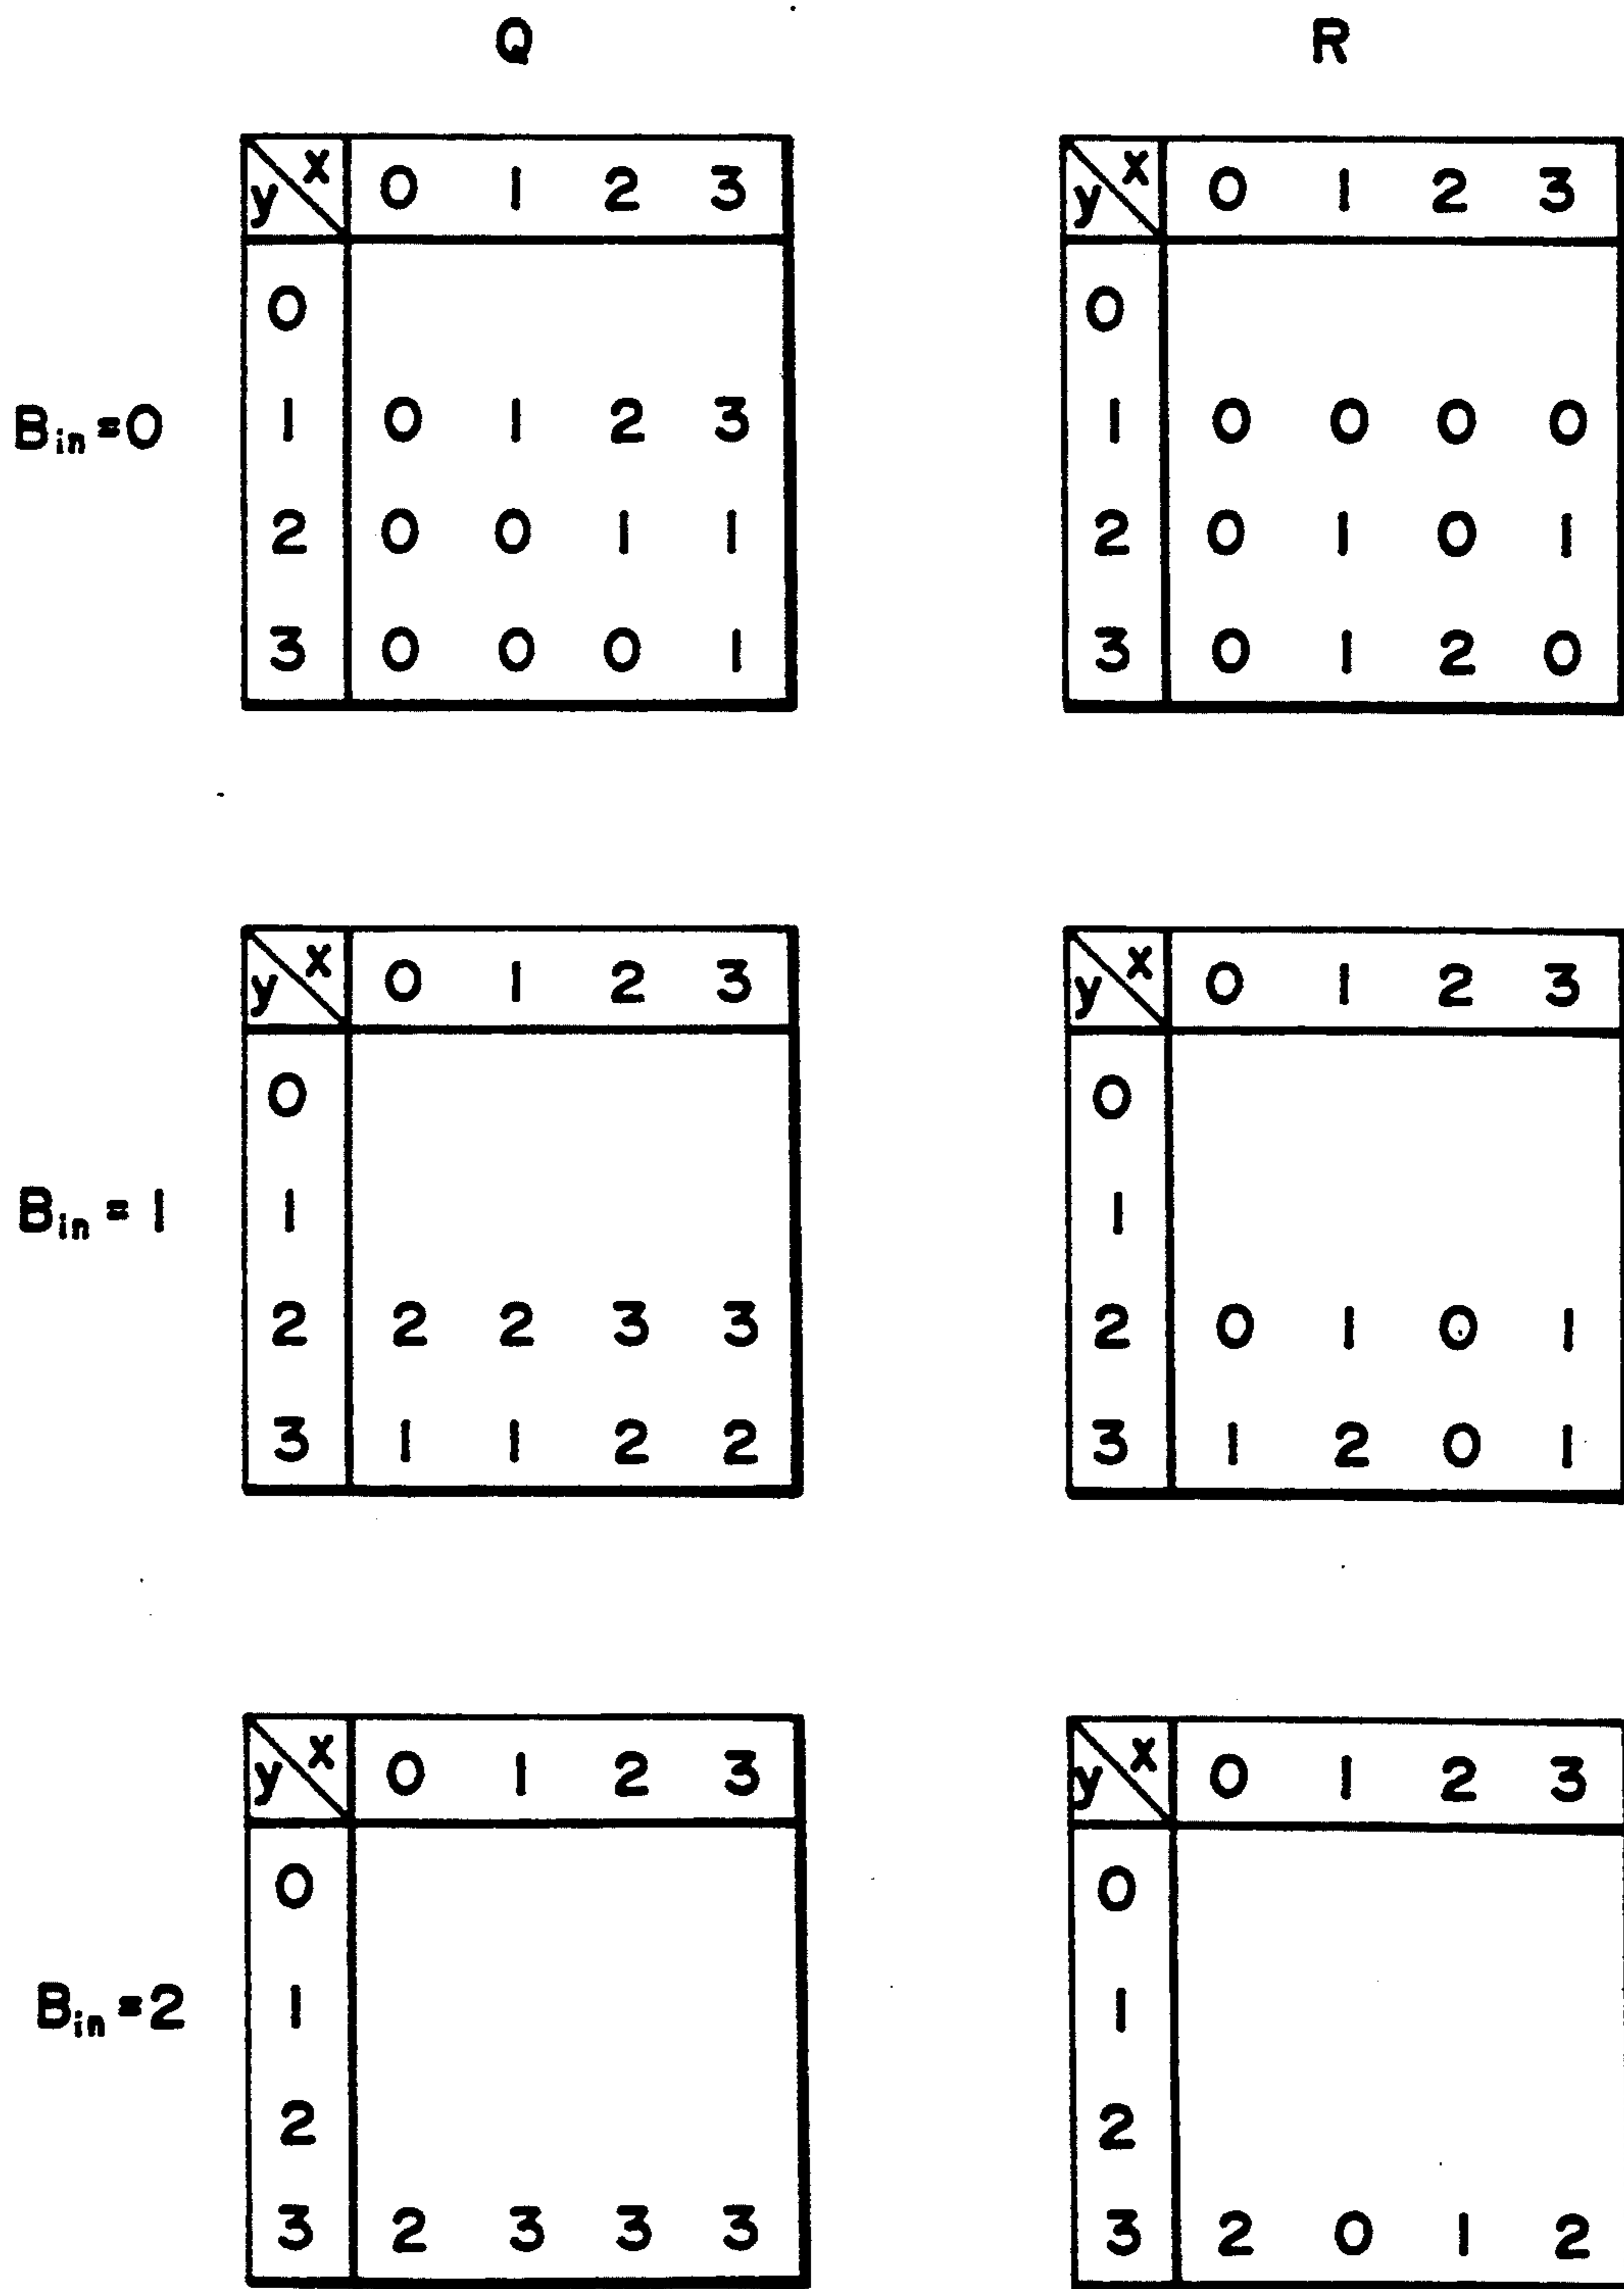 Q R
y x 0 1 2 3 y x 0 1 2 3
0 0
B_in=0 1 0 1 2 3 1 0 0 0 0
2 0 0 1 1 2 0 1 0 1
3 0 0 0 1 3 0 1 2 0
y x 0 1 2 3 y x 0 1 2 3
0 0
B_in=1 1 1
2 2 2 3 3 2 0 1 0 1
3 1 1 2 2 3 1 2 0 1
y x 0 1 2 3 y x 0 1 2 3
0 0
B_in=2 1 1
2 2
3 2 3 3 3 3 2 0 1 2